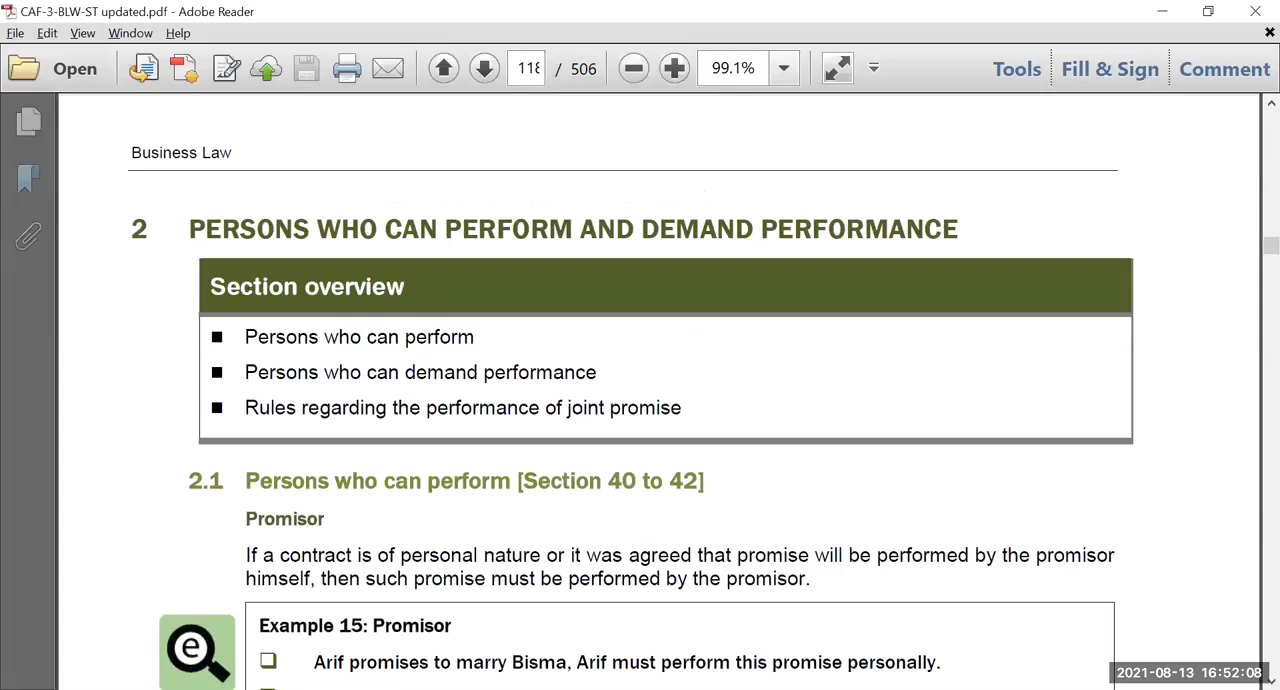 CAF-3-BLW-ST updated.pdf - Adobe Reader
File Edit View Window Help
Open 118 / 506 99.1% Tools Fill & Sign Comment
Business Law
2 PERSONS WHO CAN PERFORM AND DEMAND PERFORMANCE
Section overview
■ Persons who can perform
■ Persons who can demand performance
■ Rules regarding the performance of joint promise
2.1 Persons who can perform [Section 40 to 42]
Promisor
If a contract is of personal nature or it was agreed that promise will be performed by the promisor
himself, then such promise must be performed by the promisor.
Example 15: Promisor
❑ Arif promises to marry Bisma, Arif must perform this promise personally.
2021-08-13 16:52:08